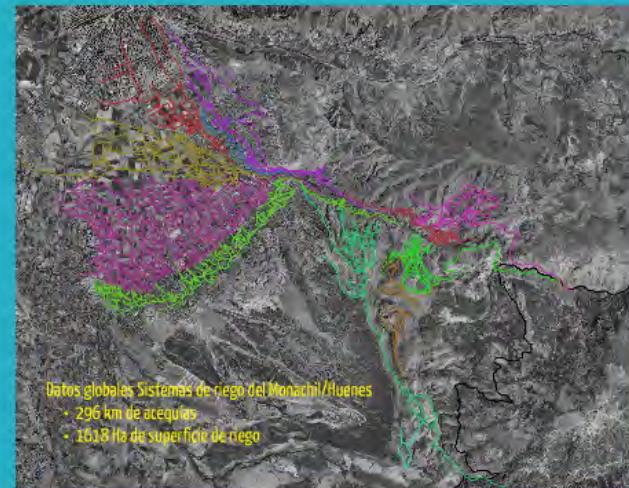 Datos globales Sistemas de riego del Monachil/Huenes
• 296 km de acequias
• 1618 Ha de superficie de riego